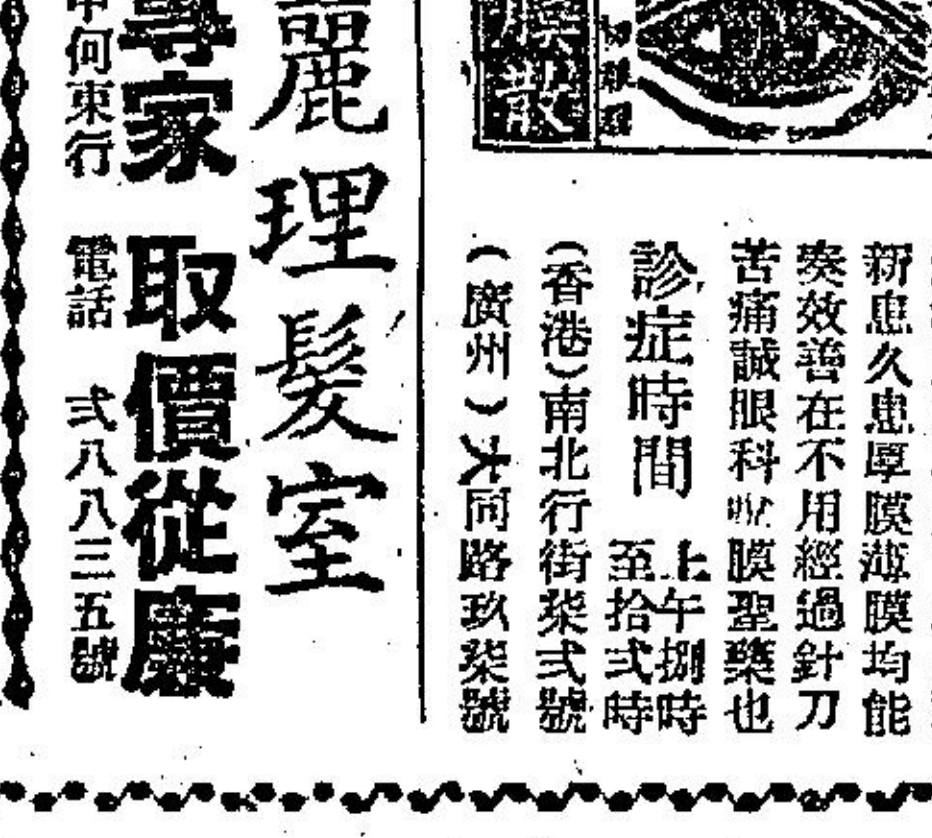 新患久患厚膜薄膜均能
奏效善在不用經過針刀
苦痛誠眼科 膜聖藥也
診症時間 上午捌時
至拾弍時
(香港)南北行街柒弍號
(廣州)大同路玖柒號
麗理髮室
專家 取價從廉
中何東行 電話 弍八八三五號